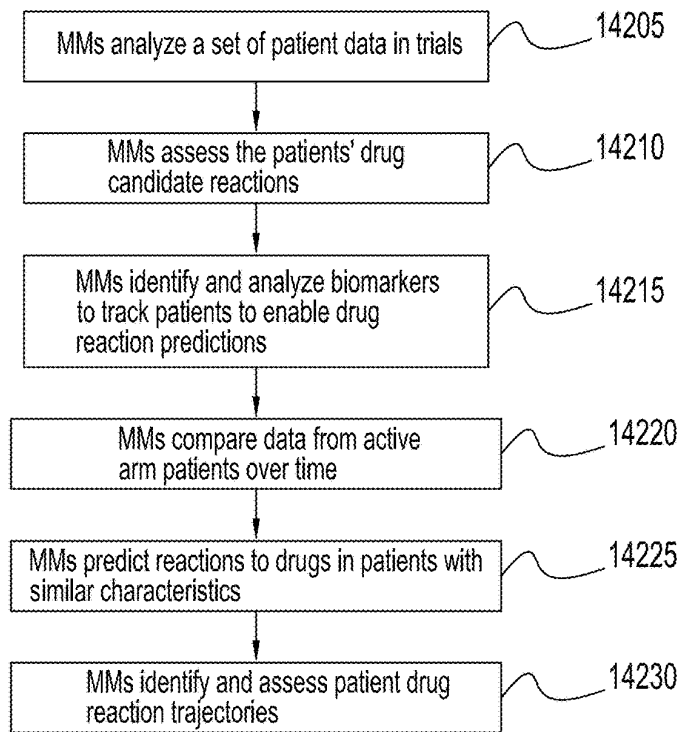 MMs analyze a set of patient data in trials
14205
MMs assess the patients' drug
candidate reactions
14210
MMs identify and analyze biomarkers
to track patients to enable drug
reaction predictions
14215
MMs compare data from active
arm patients over time
14220
MMs predict reactions to drugs in patients with
similar characteristics
14225
MMs identify and assess patient drug
reaction trajectories
14230